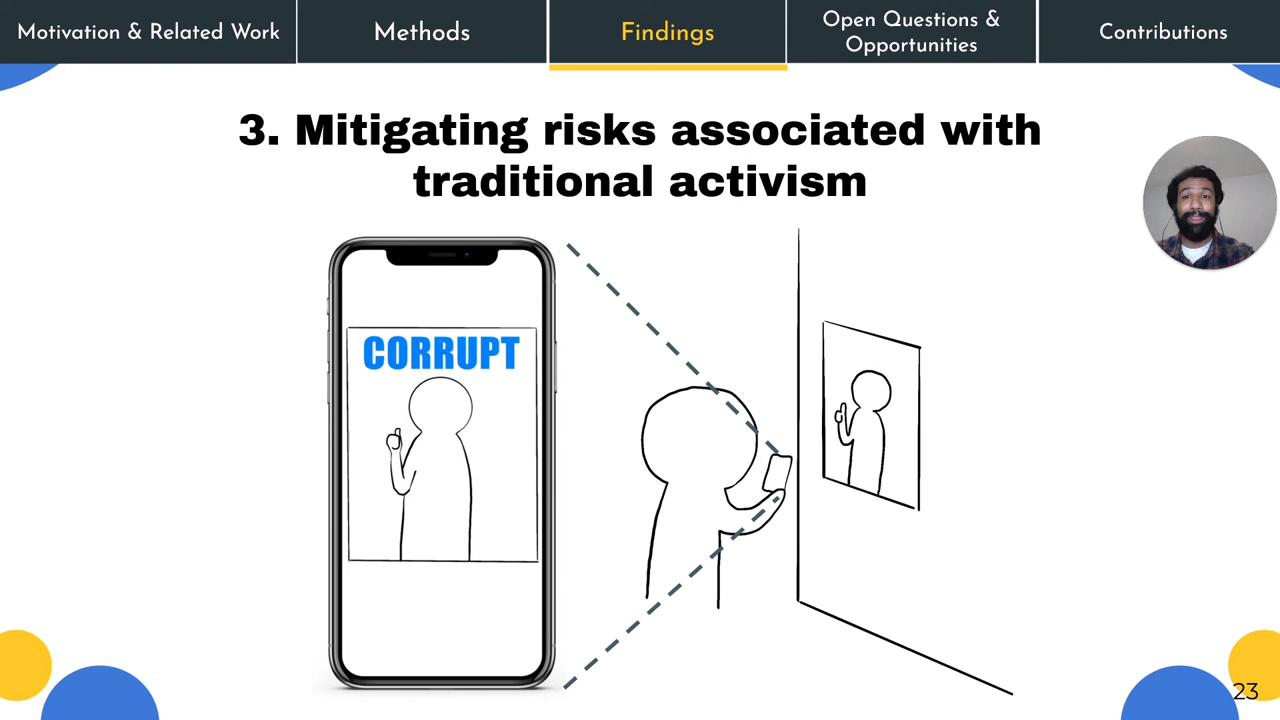 Motivation & Related Work
Methods
Findings
Open Questions &
Opportunities
Contributions
3. Mitigating risks associated with
traditional activism
CORRUPT
23